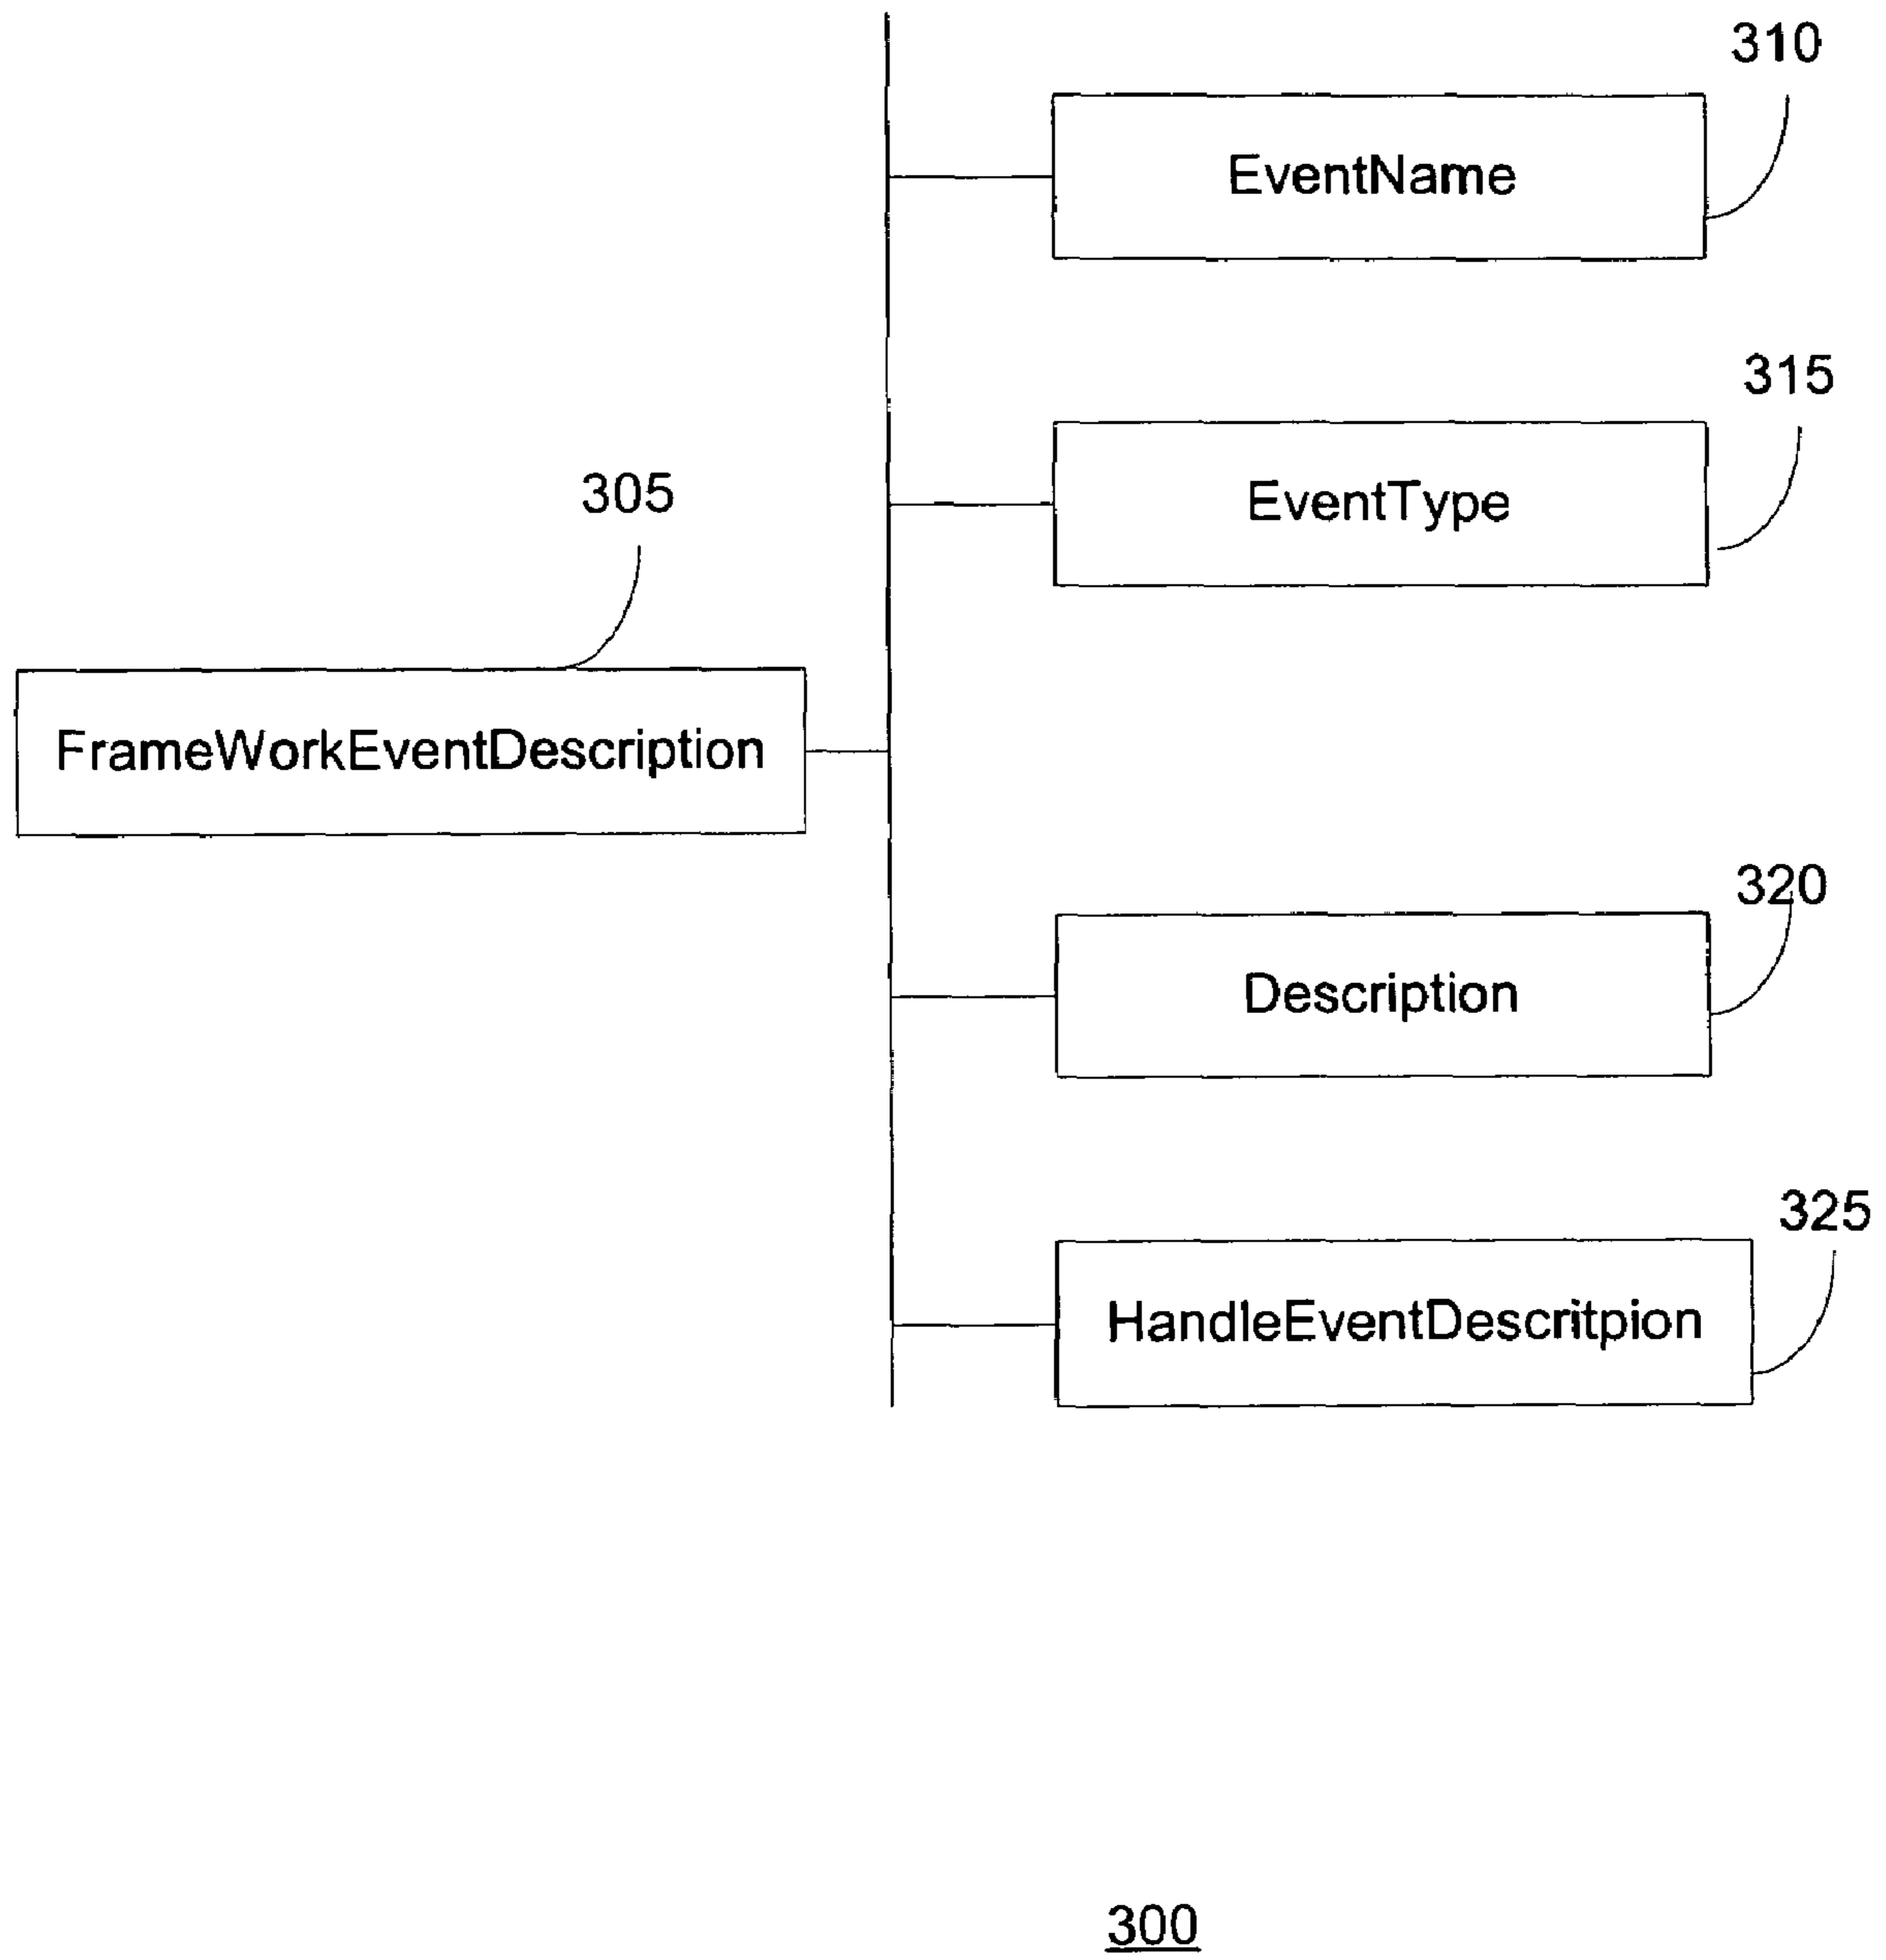 310
EventName
315
EventType
305
FrameWorkEventDescription
320
Description
325
HandleEventDescritpion
300